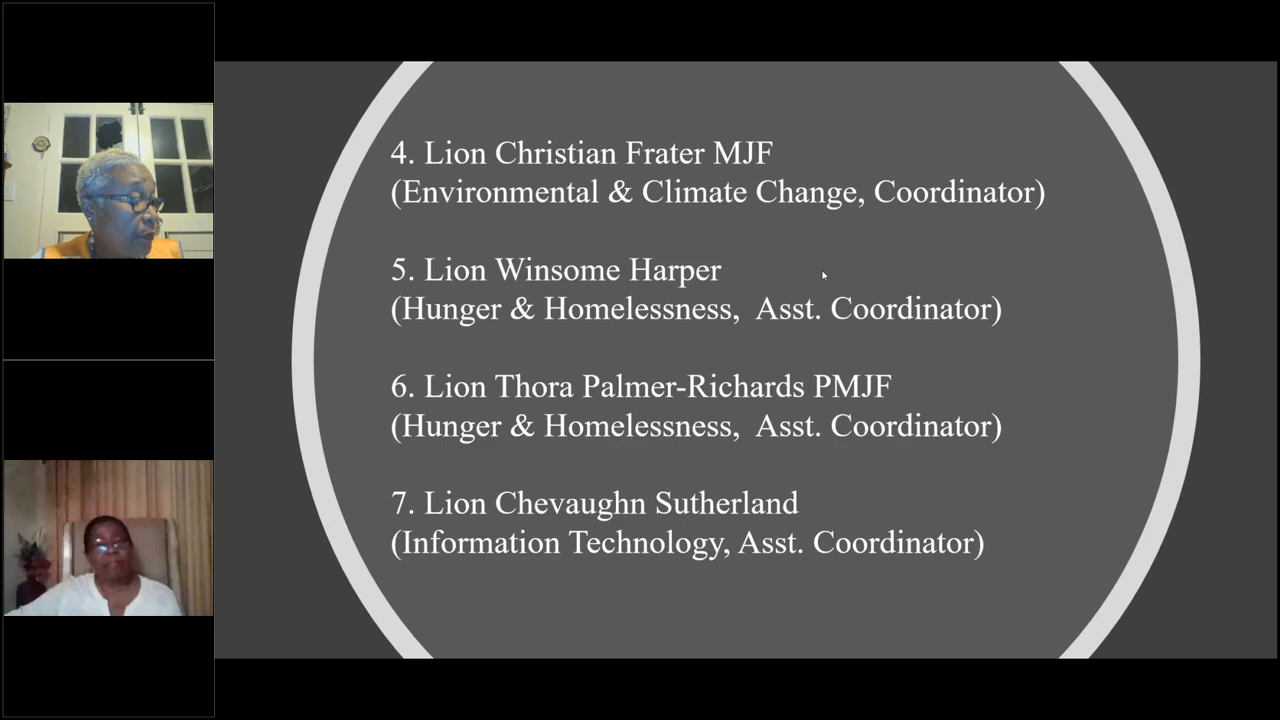 4. Lion Christian Frater MJF
(Environmental & Climate Change, Coordinator)
5. Lion Winsome Harper
(Hunger & Homelessness,  Asst. Coordinator)
6. Lion Thora Palmer-Richards PMJF
(Hunger & Homelessness,  Asst. Coordinator)
7. Lion Chevaughn Sutherland
(Information Technology, Asst. Coordinator)